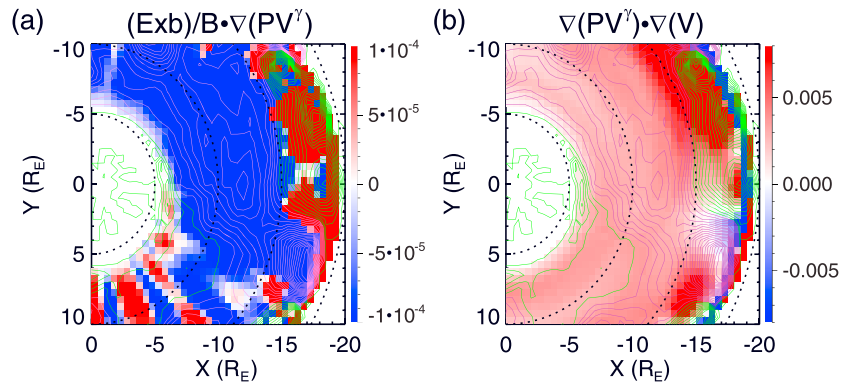 (a) (Exb)/B•∇(PV^γ) (b) ∇(PV^γ)•∇(V)
-10 -5 0 5 10
Y (R_E)
0 -5 -10 -15 -20
X (R_E)
1•10^-4 5•10^-5 0 -5•10^-5 -1•10^-4
-10 -5 0 5 10
Y (R_E)
0 -5 -10 -15 -20
X (R_E)
0.005 0.000 -0.005